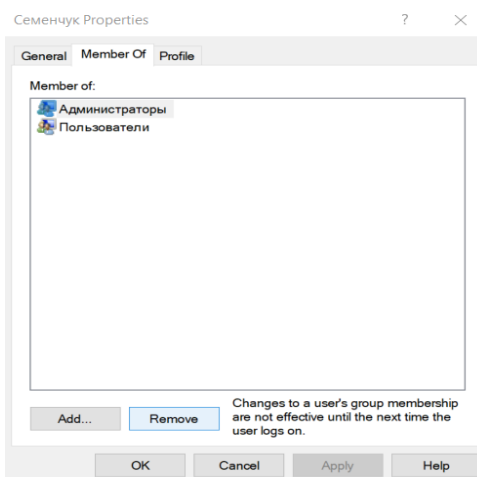 Семенчук Properties
?
General Member Of Profile
Member of:
Администраторы
Пользователи
Add...
Remove
Changes to a user's group membership
are not effective until the next time the
user logs on.
OK Cancel Apply Help